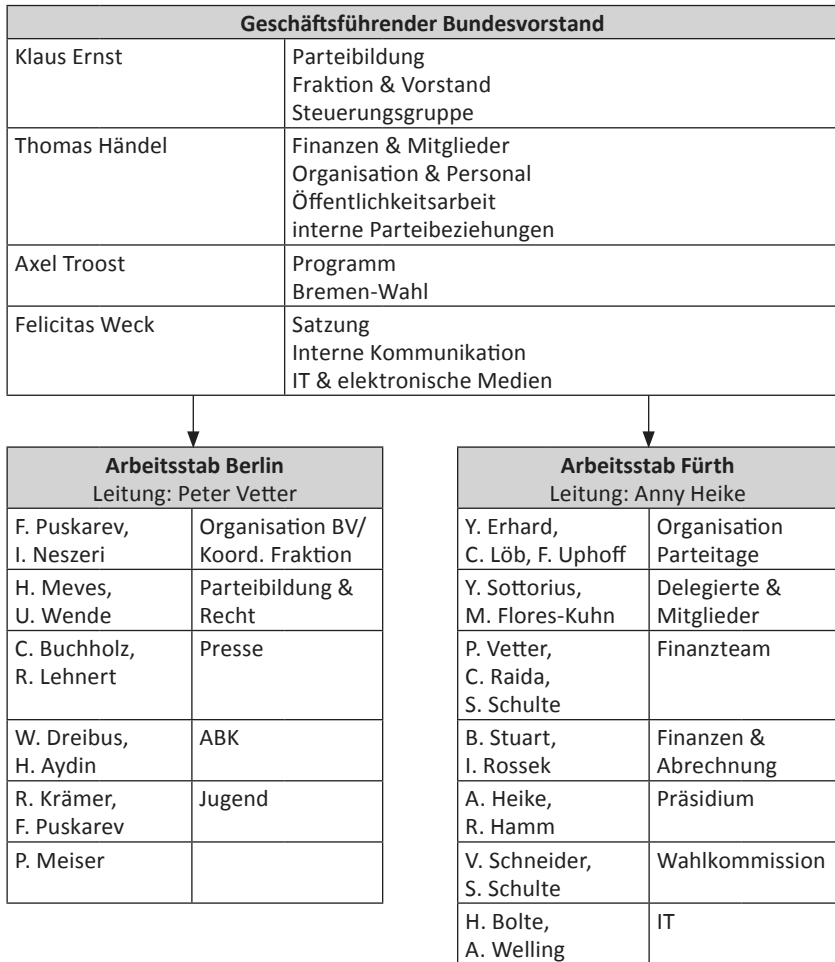 Geschäftsführender Bundesvorstand
Klaus Ernst
Parteibildung
Fraktion & Vorstand
Steuerungsgruppe
Thomas Händel
Finanzen & Mitglieder
Organisation & Personal
Öffentlichkeitsarbeit
interne Parteibeziehungen
Axel Troost
Programm
Bremen-Wahl
Felicitas Weck
Satzung
Interne Kommunikation
IT & elektronische Medien
Arbeitsstab Berlin
Leitung: Peter Vetter
F. Puskarev,
I. Neszeri
Organisation BV/
Koord. Fraktion
H. Meves,
U. Wende
Parteibildung &
Recht
C. Buchholz,
R. Lehnert
Presse
W. Dreibus,
H. Aydin
ABK
R. Krämer,
F. Puskarev
Jugend
P. Meiser
Arbeitsstab Fürth
Leitung: Anny Heike
Y. Erhard,
C. Löb, F. Uphoff
Organisation
Parteitage
Y. Sottorius,
M. Flores-Kuhn
Delegierte &
Mitglieder
P. Vetter,
C. Raida,
S. Schulte
Finanzteam
B. Stuart,
I. Rossek
Finanzen &
Abrechnung
A. Heike,
R. Hamm
Präsidium
V. Schneider,
S. Schulte
Wahlkommission
H. Bolte,
A. Welling
IT